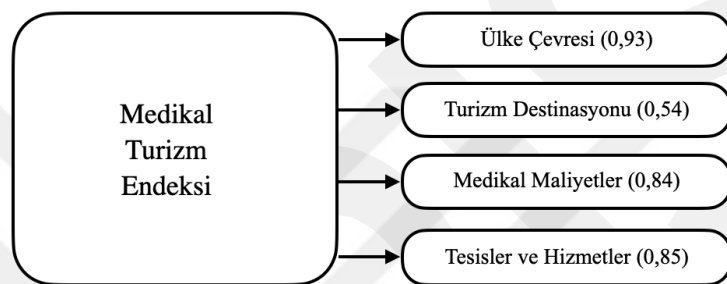 Medikal
Turizm
Endeksi
Ülke Çevresi (0,93)
Turizm Destinasyonu (0,54)
Medikal Maliyetler (0,84)
Tesisler ve Hizmetler (0,85)